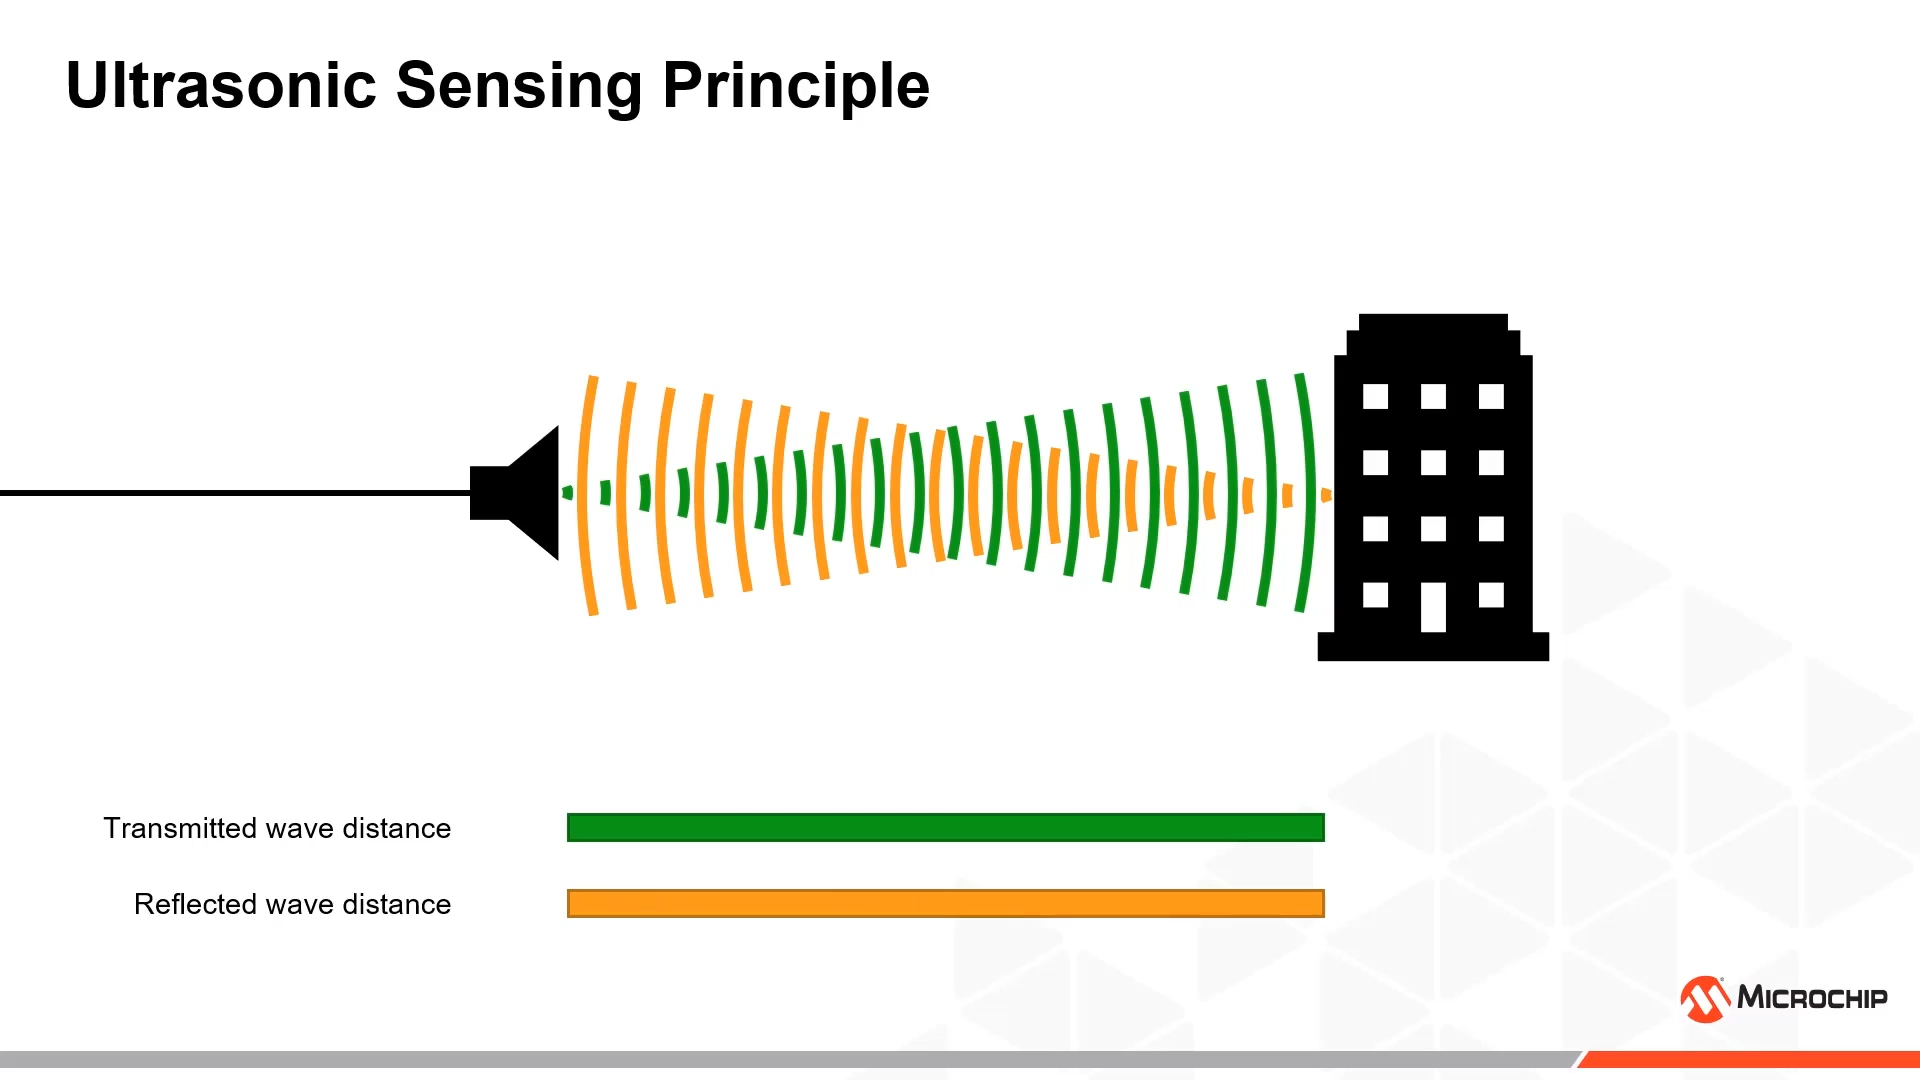 Ultrasonic Sensing Principle
Transmitted wave distance
Reflected wave distance
MICROCHIP